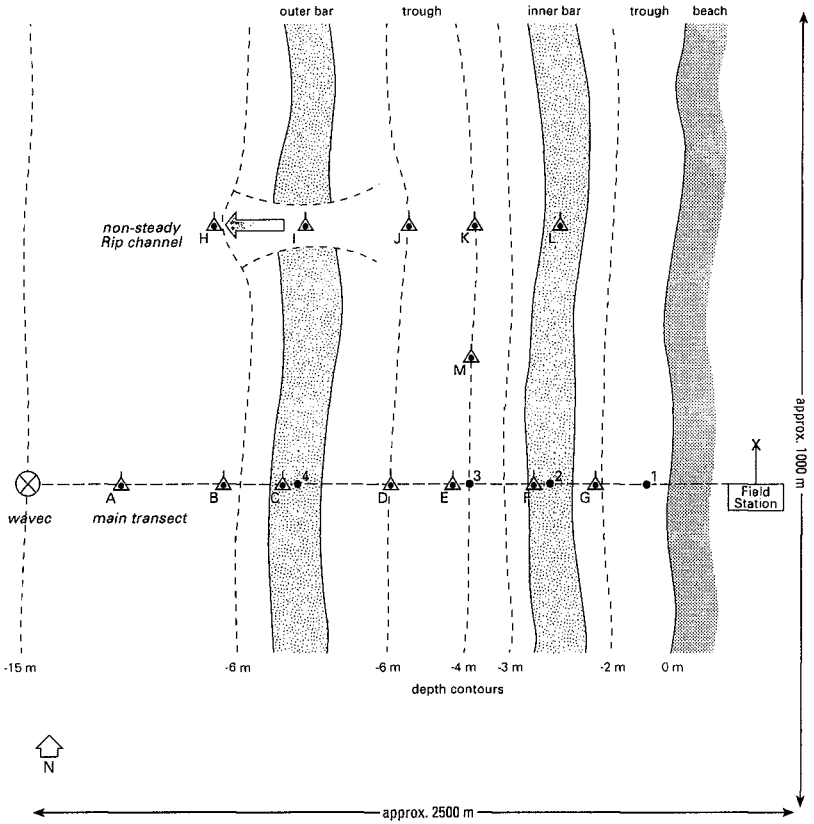 outer bar trough inner bar trough beach
non-steady
Rip channel
H I J K L
M
approx. 1000 m
X
4 3 2 1
A B C D E F G
Field
Station
wavec main transect
-15 m -6 m -6 m -4 m -3 m -2 m 0 m
depth contours
N
approx. 2500 m